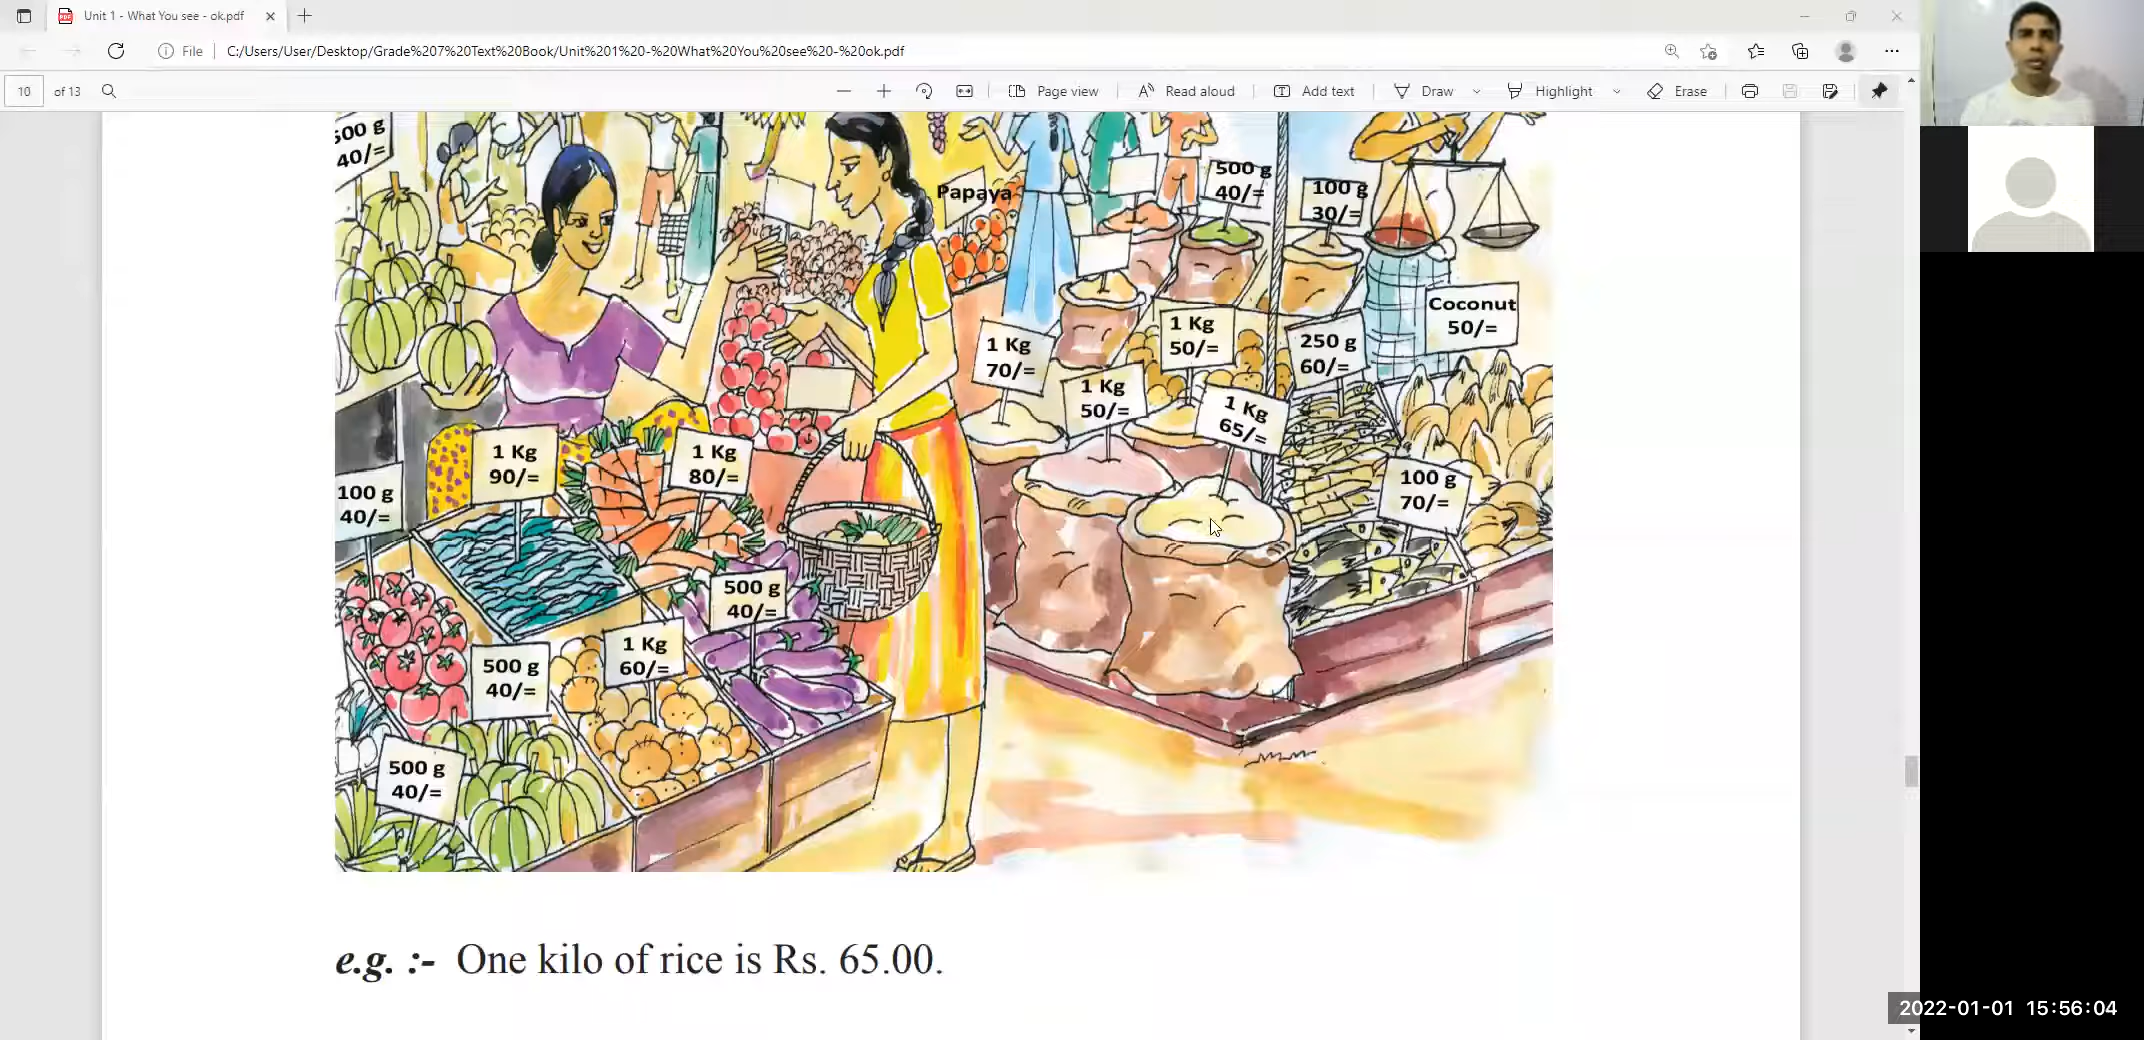 Unit 1 - What You see - ok.pdf
File
C:/Users/User/Desktop/Grade%207%20Text%20Book/Unit%201%20-%20What%20You%20see%20-%20ok.pdf
10 of 13
Page view
Read aloud
Add text
Draw
Highlight
Erase
500 g
40/=
Papaya
500 g
40/=
100 g
30/=
Coconut
50/=
1 Kg
70/=
1 Kg
50/=
250 g
60/=
1 Kg
50/=
1 Kg
65/=
1 Kg
90/=
1 Kg
80/=
100 g
40/=
100 g
70/=
500 g
40/=
1 Kg
60/=
500 g
40/=
500 g
40/=
e.g. :- One kilo of rice is Rs. 65.00.
2022-01-01 15:56:04